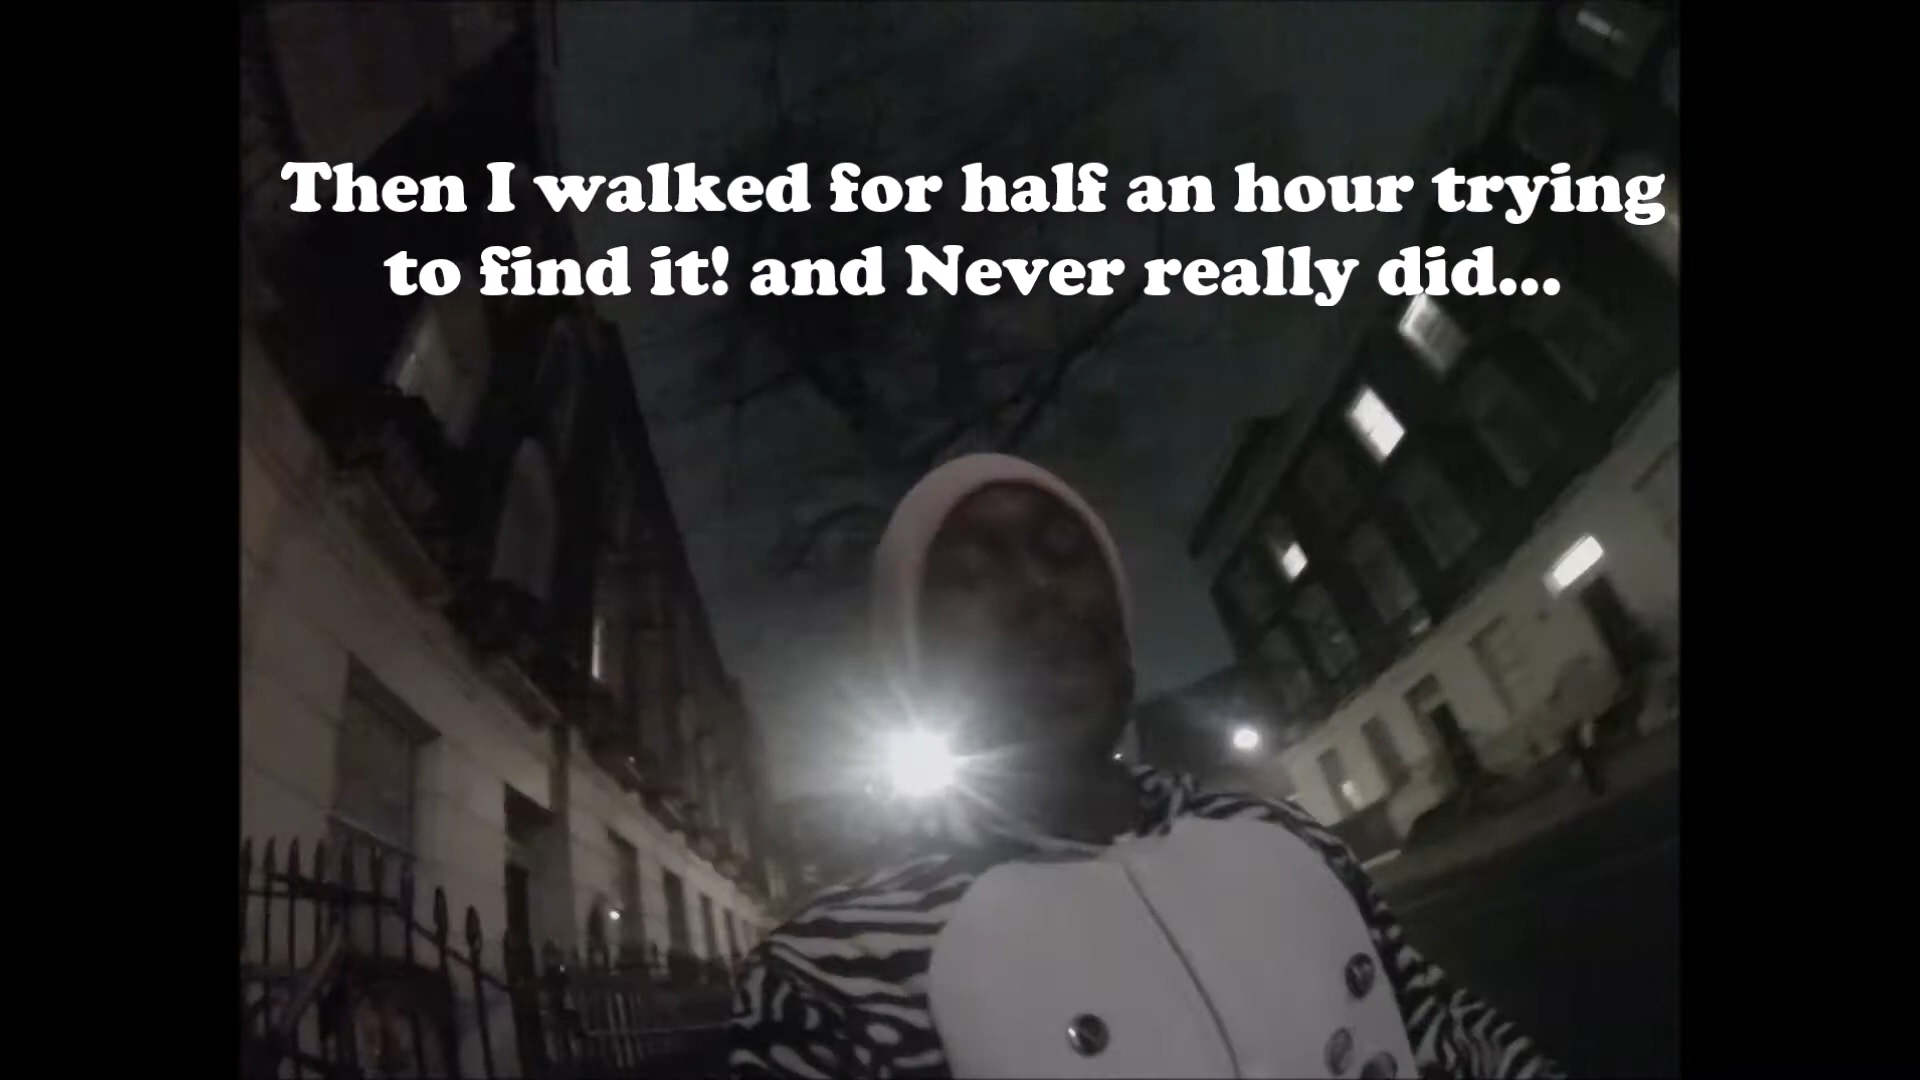 Then I walked for half an hour trying
to find it! and Never really did...